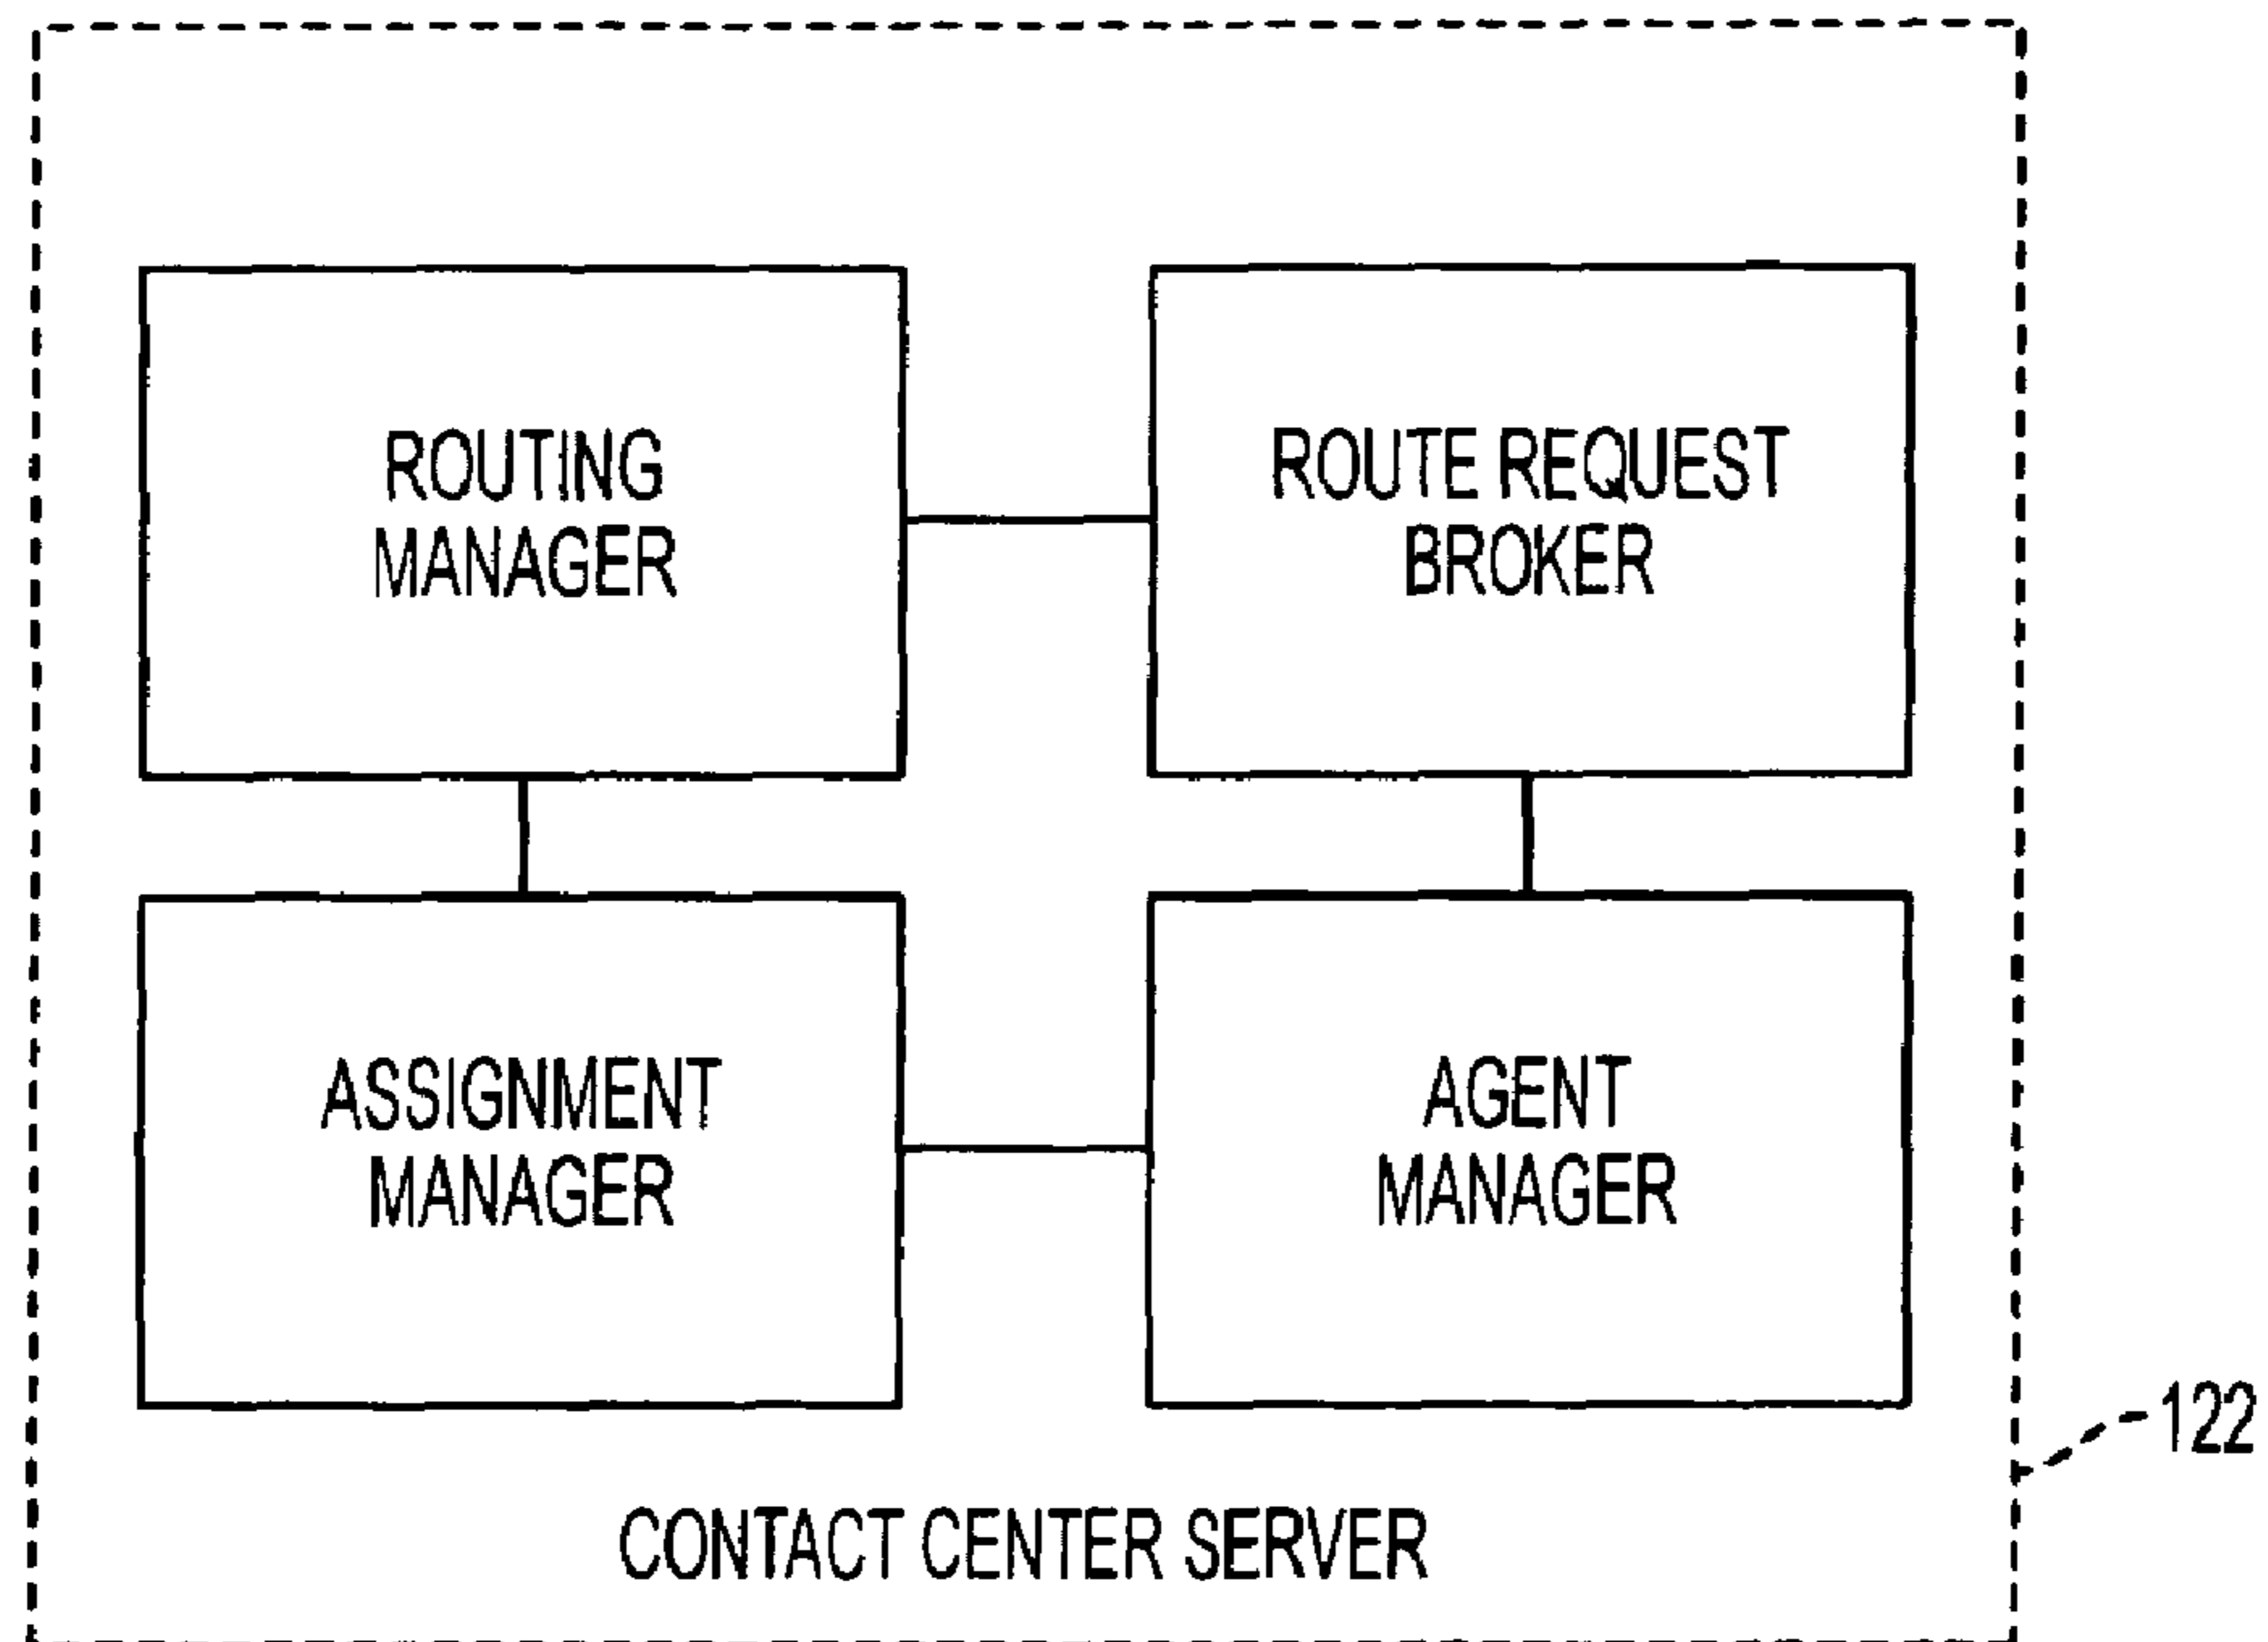 ROUTING
MANAGER
ROUTE REQUEST
BROKER
ASSIGNMENT
MANAGER
AGENT
MANAGER
122
CONTACT CENTER SERVER